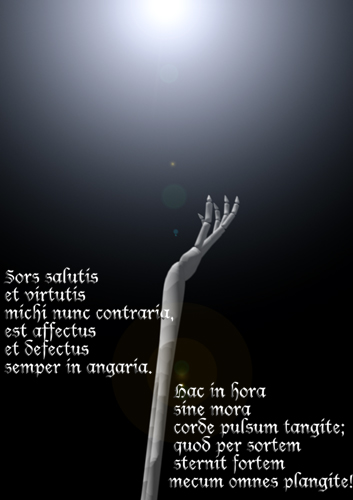 Sors salutis
et virtutis
michi nunc contraria,
est affectus
et defectus
semper in angaria.
Hac in hora
sine mora
corde pulsum tangite;
quod per sortem
sternit fortem
mecum omnes plangite!